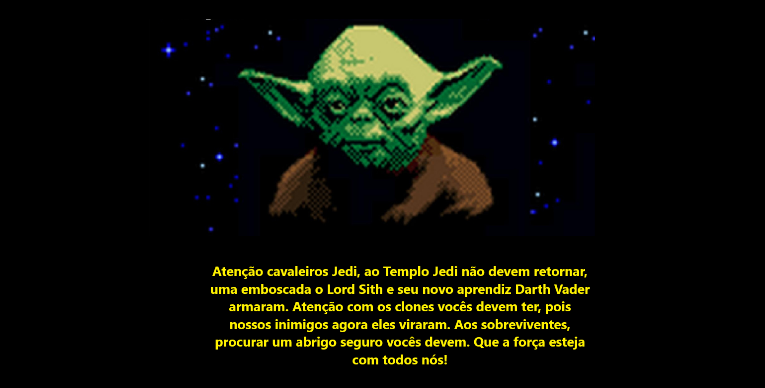 Atenção cavaleiros Jedi, ao Templo Jedi não devem retornar,
uma emboscada o Lord Sith e seu novo aprendiz Darth Vader
armaram. Atenção com os clones vocês devem ter, pois
nossos inimigos agora eles viraram. Aos sobreviventes,
procurar um abrigo seguro vocês devem. Que a força esteja
com todos nós!